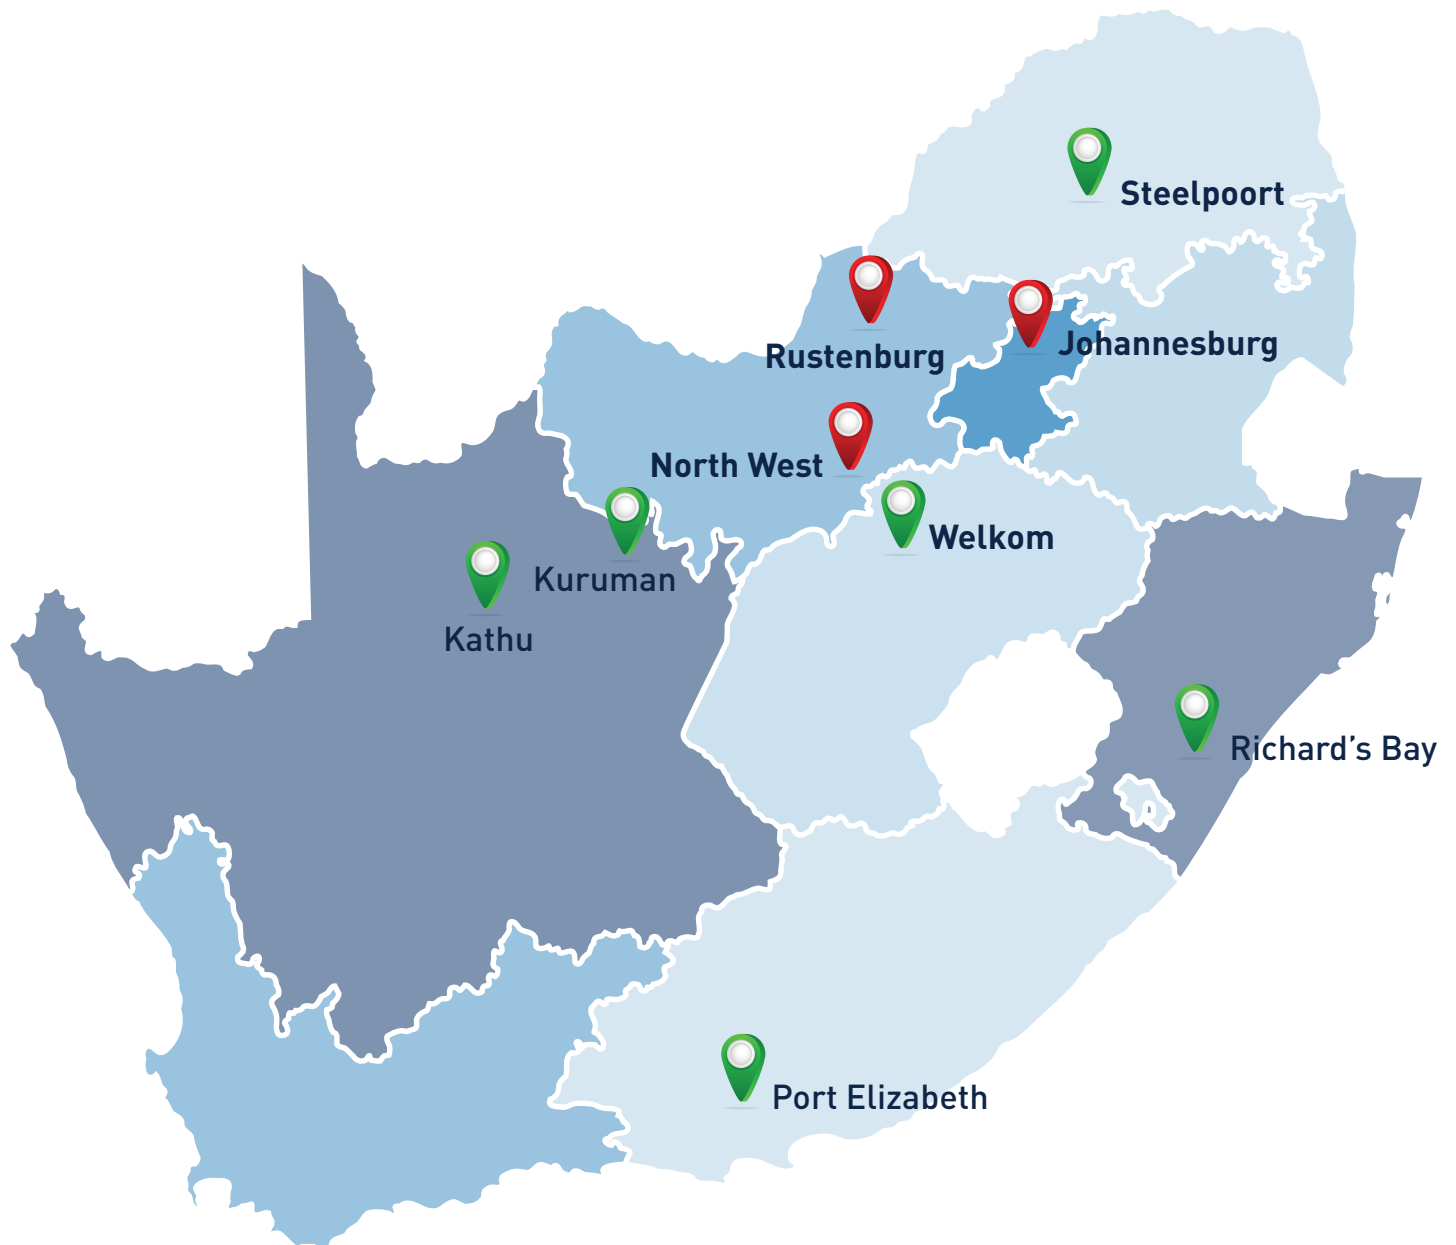 Steelpoort
Johannesburg
Rustenburg
North West
Welkom
Kuruman
Kathu
Richard’s Bay
Port Elizabeth